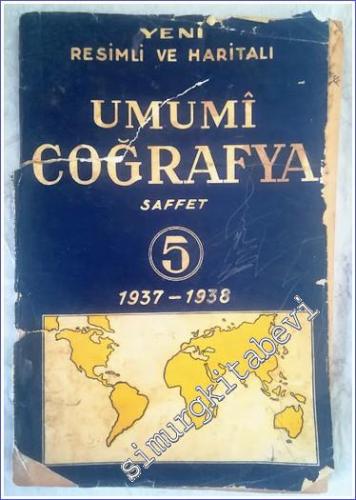 YENİ
RESİMLİ VE HARİTALI
UMUMÎ
COĞRAFYA
SAFFET
5
1937-1938
simurgkitabevi